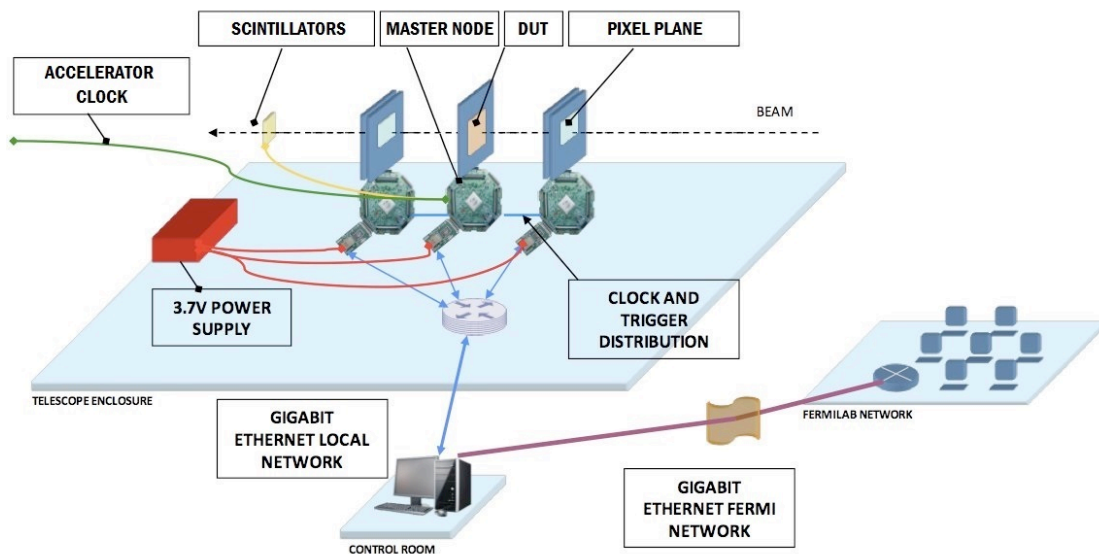 SCINTILLATORS
MASTER NODE
DUT
PIXEL PLANE
ACCELERATOR
CLOCK
BEAM
3.7V POWER
SUPPLY
CLOCK AND
TRIGGER
DISTRIBUTION
TELESCOPE ENCLOSURE
FERMILAB NETWORK
GIGABIT
ETHERNET LOCAL
NETWORK
GIGABIT
ETHERNET FERMI
NETWORK
CONTROL ROOM